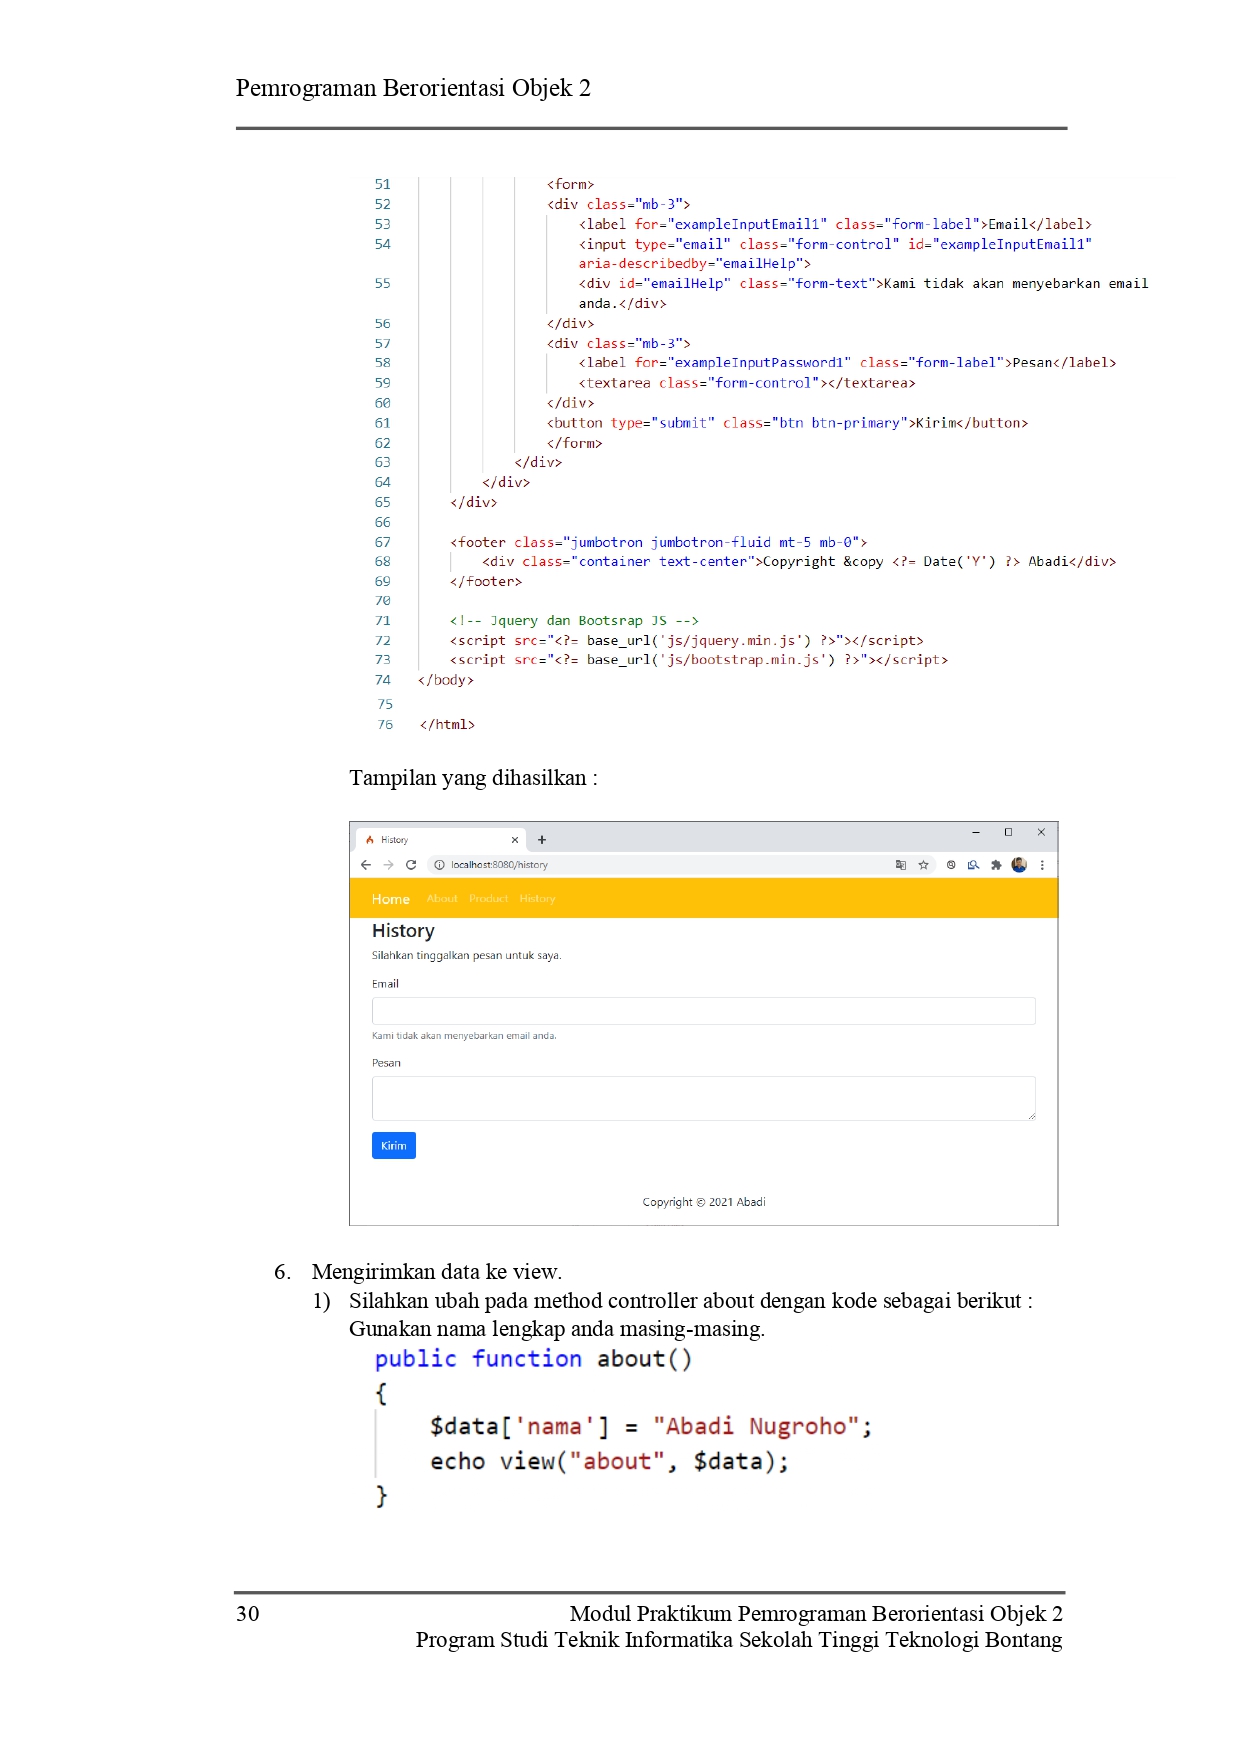 Pemrograman Berorientasi Objek 2
51 <form>
52 <div class="mb-3">
53 <label for="exampleInputEmail1" class="form-label">Email</label>
54 <input type="email" class="form-control" id="exampleInputEmail1"
aria-describedby="emailHelp">
55 <div id="emailHelp" class="form-text">Kami tidak akan menyebarkan email
anda.</div>
56 </div>
57 <div class="mb-3">
58 <label for="exampleInputPassword1" class="form-label">Pesan</label>
59 <textarea class="form-control"></textarea>
60 </div>
61 <button type="submit" class="btn btn-primary">Kirim</button>
62 </form>
63 </div>
64 </div>
65 </div>
66
67 <footer class="jumbotron jumbotron-fluid mt-5 mb-0">
68 <div class="container text-center">Copyright &copy <?= Date('Y') ?> Abadi</div>
69 </footer>
70
71 <!-- Jquery dan Bootsrap JS -->
72 <script src="<?= base_url('js/jquery.min.js') ?>"></script>
73 <script src="<?= base_url('js/bootstrap.min.js') ?>"></script>
74 </body>
75
76 </html>
Tampilan yang dihasilkan :
History
localhost:8080/history
Home About Product History
History
Silahkan tinggalkan pesan untuk saya.
Email
Kami tidak akan menyebarkan email anda.
Pesan
Kirim
Copyright © 2021 Abadi
6. Mengirimkan data ke view.
1) Silahkan ubah pada method controller about dengan kode sebagai berikut :
Gunakan nama lengkap anda masing-masing.
public function about()
{
$data['nama'] = "Abadi Nugroho";
echo view("about", $data);
}
30 Modul Praktikum Pemrograman Berorientasi Objek 2
Program Studi Teknik Informatika Sekolah Tinggi Teknologi Bontang